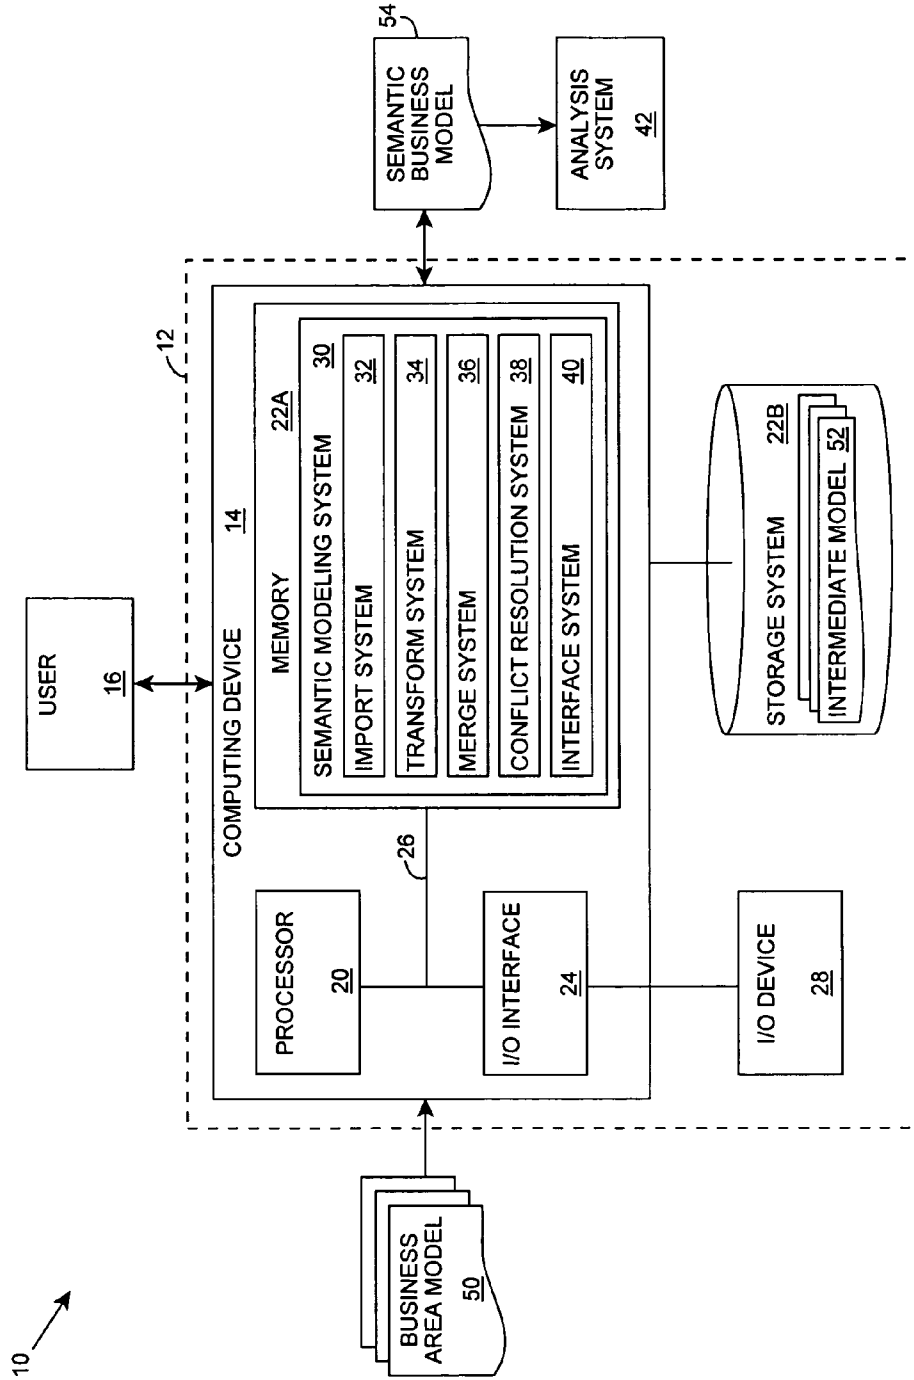 10
USER
16
12
COMPUTING DEVICE
14
PROCESSOR
20
MEMORY
22A
SEMANTIC MODELING SYSTEM
30
IMPORT SYSTEM
32
TRANSFORM SYSTEM
34
MERGE SYSTEM
36
CONFLICT RESOLUTION SYSTEM
38
INTERFACE SYSTEM
40
26
I/O INTERFACE
24
BUSINESS
AREA MODEL
50
SEMANTIC
BUSINESS
MODEL
54
ANALYSIS
SYSTEM
42
I/O DEVICE
28
STORAGE SYSTEM
22B
INTERMEDIATE MODEL
52